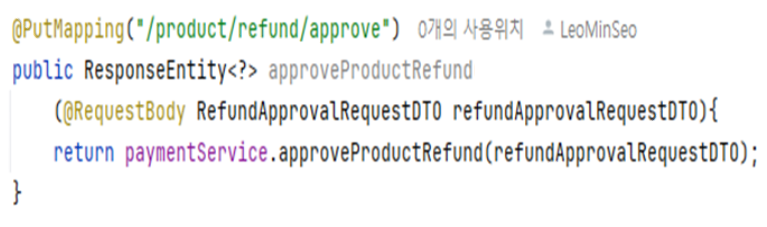 @PutMapping("/product/refund/approve") 0개의 사용위치 LeoMinSeo
public ResponseEntity<?> approveProductRefund
(@RequestBody RefundApprovalRequestDTO refundApprovalRequestDTO){
return paymentService.approveProductRefund(refundApprovalRequestDTO);
}